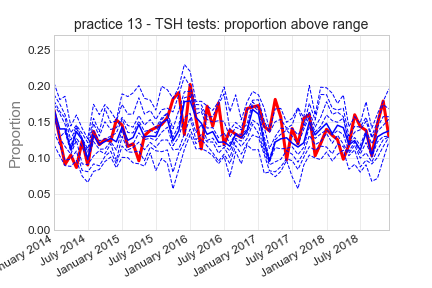 practice 13 - TSH tests: proportion above range
0.25
0.20
0.15
0.10
0.05
0.00
Proportion
nuary 2014
July 2014
January 2015
July 2015
January 2016
July 2016
January 2017
July 2017
January 2018
July 2018